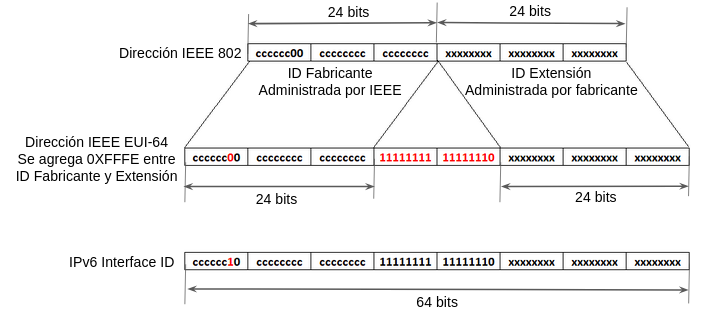 24 bits 24 bits
Dirección IEEE 802 cccccc00 cccccccc cccccccc xxxxxxxx xxxxxxxx xxxxxxxx
ID Fabricante ID Extensión
Administrada por IEEE Administrada por fabricante
Dirección IEEE EUI-64
Se agrega 0XFFFE entre cccccc00 cccccccc cccccccc 11111111 11111110 xxxxxxxx xxxxxxxx xxxxxxxx
ID Fabricante y Extensión
24 bits 24 bits
IPv6 Interface ID cccccc10 cccccccc cccccccc 11111111 11111110 xxxxxxxx xxxxxxxx xxxxxxxx
64 bits